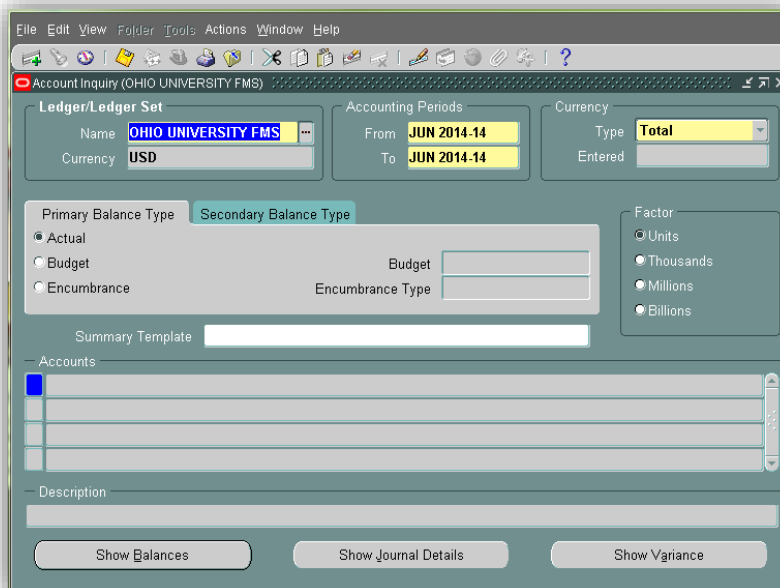 File Edit View Folder Tools Actions Window Help
?
Account Inquiry (OHIO UNIVERSITY FMS)
Ledger/Ledger Set
Name OHIO UNIVERSITY FMS ...
Currency USD
Accounting Periods
From JUN 2014-14
To JUN 2014-14
Currency
Type Total
Entered
Primary Balance Type Secondary Balance Type
Actual
Budget Budget
Encumbrance Encumbrance Type
Factor
Units
Thousands
Millions
Billions
Summary Template
Accounts
Description
Show Balances Show Journal Details Show Variance